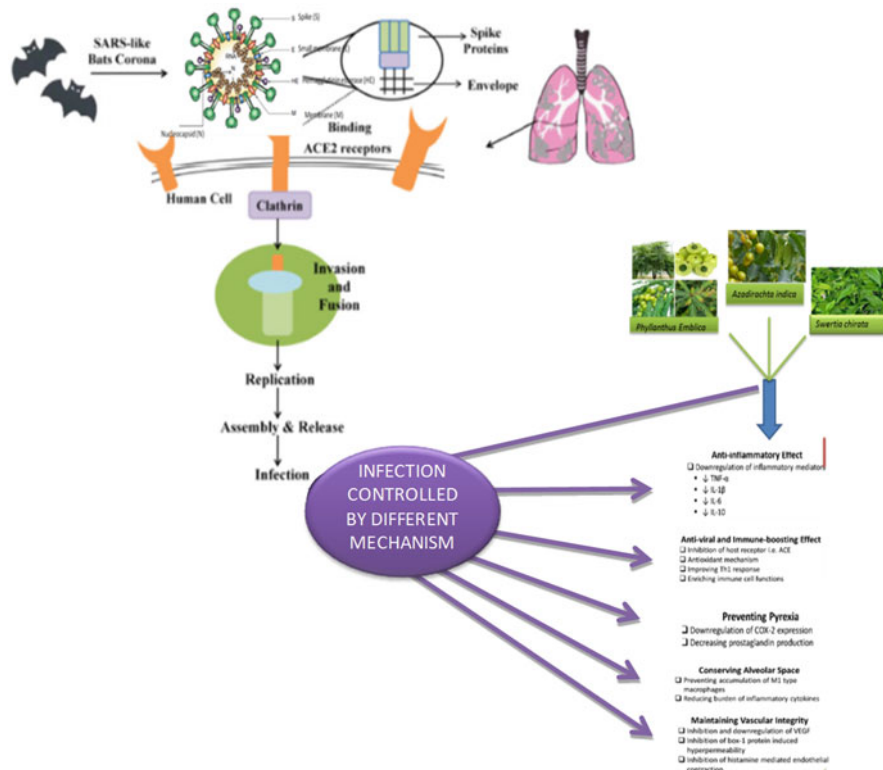 SARS-like
Bats Corona
Spike (S)
Small membrane (E)
RNA
N
HE
M
Membrane (M)
Nucleocapsid (N)
Spike
Proteins
Envelope
Binding
ACE2 receptors
Human Cell
Clathrin
Invasion
and
Fusion
Replication
Assembly & Release
Infection
Phyllanthus Emblica
Azadirachta indica
Swertia chirata
INFECTION
CONTROLLED
BY DIFFERENT
MECHANISM
Anti-inflammatory Effect
❑ Downregulation of inflammatory mediators
• ↓ TNF-α
• ↓ IL-1β
• ↓ IL-6
• ↓ IL-10
Anti-viral and Immune-boosting Effect
❑ Inhibition of host receptor i.e. ACE
❑ Antioxidant mechanism
❑ Improving Th1 response
❑ Enriching immune cell functions
Preventing Pyrexia
❑ Downregulation of COX-2 expression
❑ Decreasing prostaglandin production
Conserving Alveolar Space
❑ Preventing accumulation of M1 type
macrophages
❑ Reducing burden of inflammatory cytokines
Maintaining Vascular Integrity
❑ Inhibition and downregulation of VEGF
❑ Inhibition of box-1 protein induced
hyperpermeability
❑ Inhibition of histamine mediated endothelial
contraction